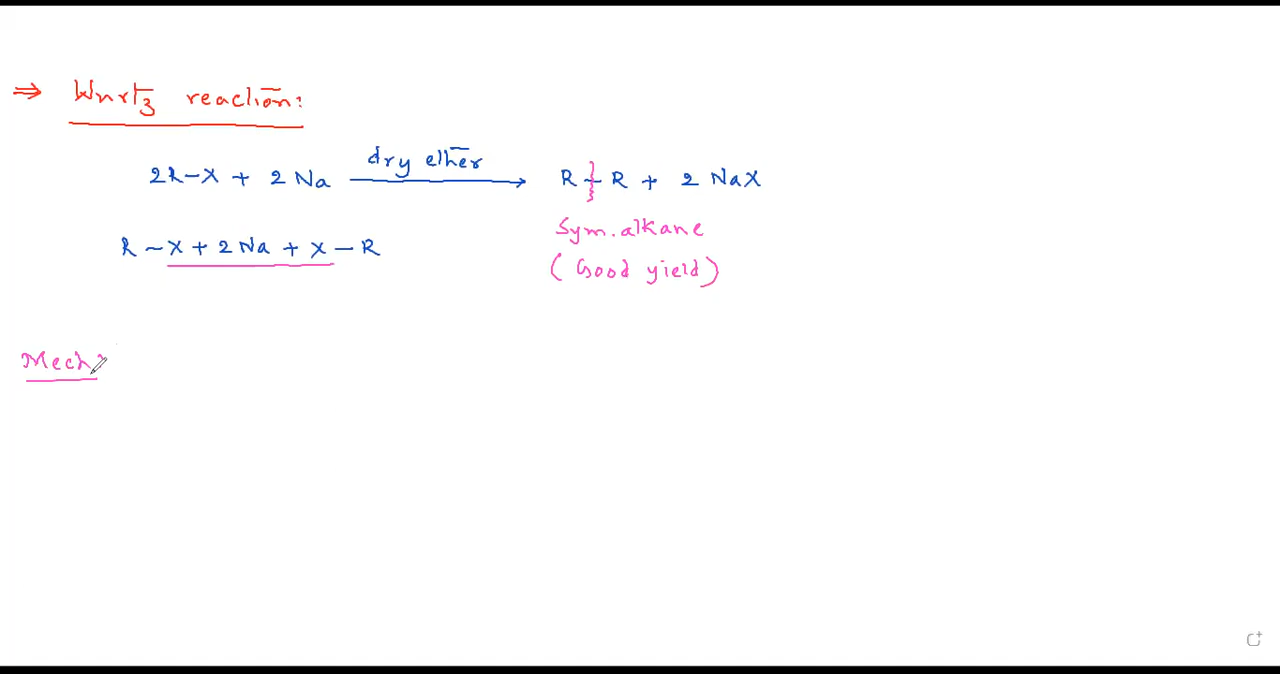 ⇒ Wurtz reaction:
2R-X + 2 Na dry ether → R-R + 2 NaX
R-X + 2 Na + X-R
Sym. alkane
(Good yield)
Mech: